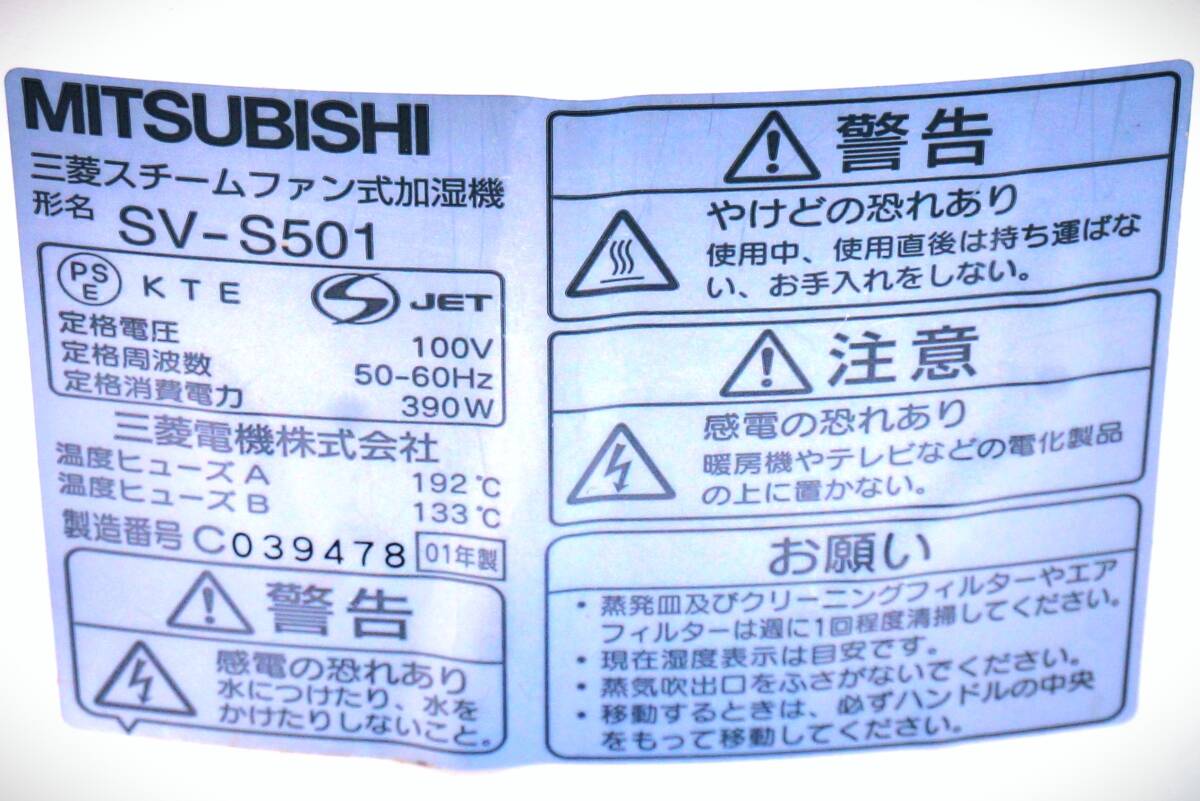 MITSUBISHI
三菱スチームファン式加湿機
形名 SV-S501
PS E KTE S JET
定格電圧 100V
定格周波数 50-60Hz
定格消費電力 390W
三菱電機株式会社
温度ヒューズA 192℃
温度ヒューズB 133℃
製造番号 C039478 01年製
警告
感電の恐れあり
水につけたり、水を
かけたりしないこと。
警告
やけどの恐れあり
使用中、使用直後は持ち運ばな
い、お手入れをしない。
注意
感電の恐れあり
暖房機やテレビなどの電化製品
の上に置かない。
お願い
・蒸発皿及びクリーニングフィルターやエア
フィルターは週に1回程度清掃してください。
・現在湿度表示は目安です。
・蒸気吹出口をふさがないでください。
・移動するときは、必ずハンドルの中央
をもって移動してください。